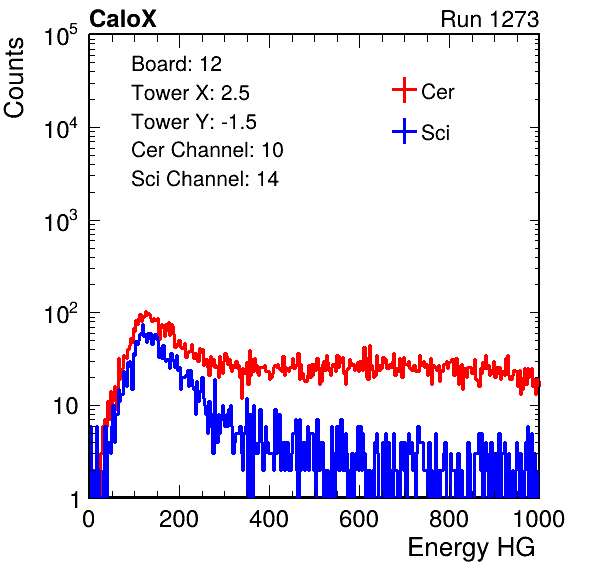 CaloX Run 1273
Counts
10^5
10^4
10^3
10^2
10
1
Board: 12
Tower X: 2.5
Tower Y: -1.5
Cer Channel: 10
Sci Channel: 14
Cer
Sci
0 200 400 600 800 1000
Energy HG